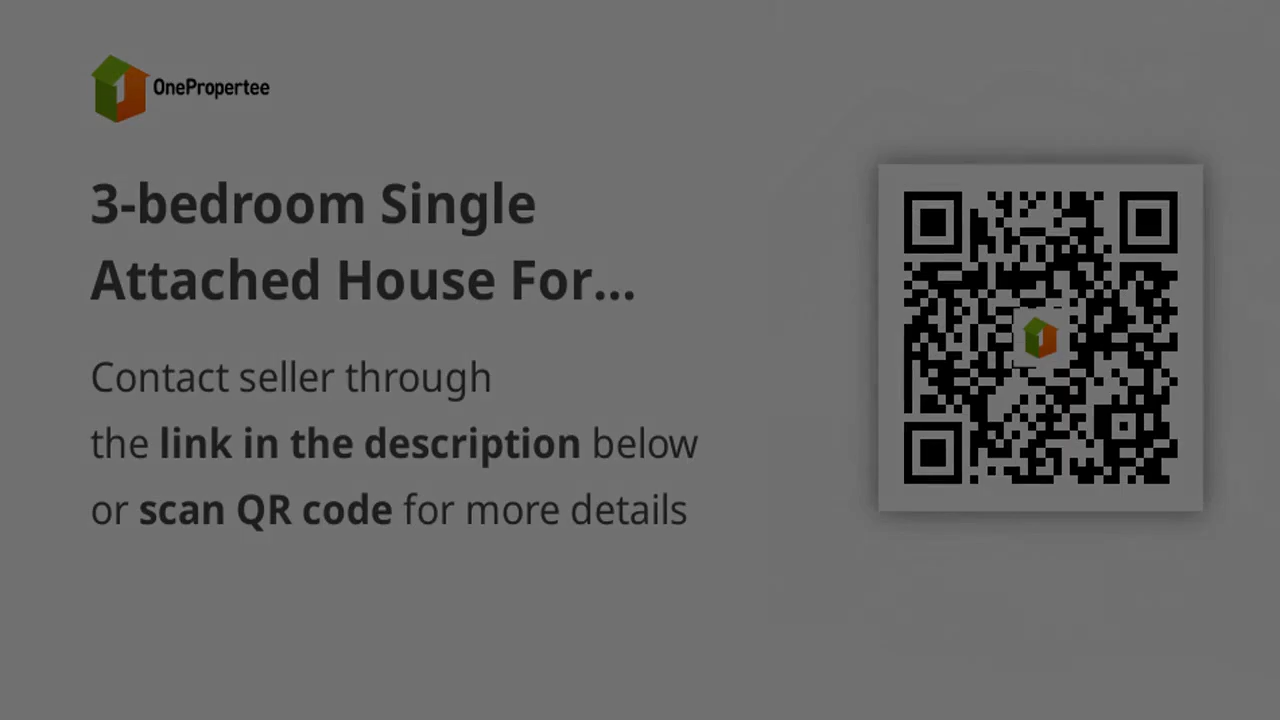 OnePropertee
3-bedroom Single
Attached House For...
Contact seller through
the link in the description below
or scan QR code for more details